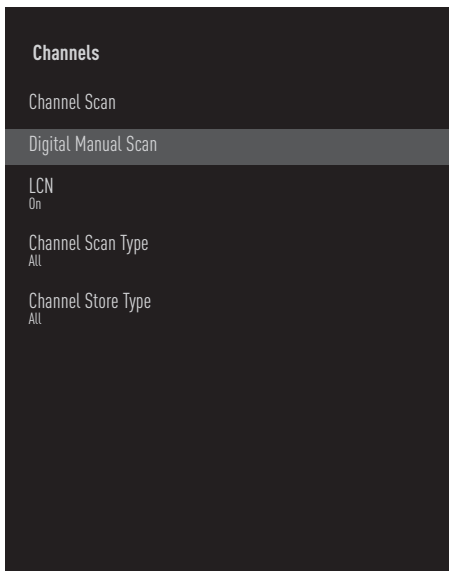 Channels
Channel Scan
Digital Manual Scan
LCN
On
Channel Scan Type
All
Channel Store Type
All